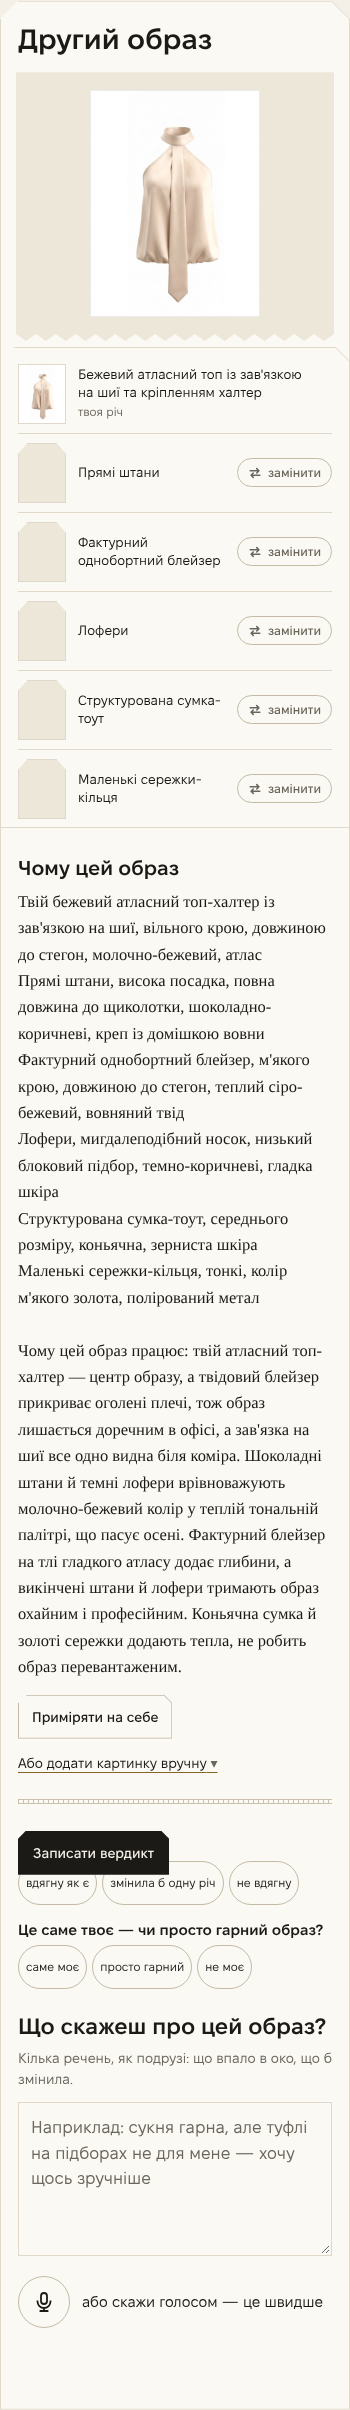 Другий образ
Бежевий атласний топ із зав'язкою
на шиї та кріпленням халтер
твоя річ
Прямі штани
⇄ замінити
Фактурний
однобортний блейзер
⇄ замінити
Лофери
⇄ замінити
Структурована сумка-
тоут
⇄ замінити
Маленькі сережки-
кільця
⇄ замінити
Чому цей образ
Твій бежевий атласний топ-халтер із
зав'язкою на шиї, вільного крою, довжиною
до стегон, молочно-бежевий, атлас
Прямі штани, висока посадка, повна
довжина до щиколотки, шоколадно-
коричневі, креп із домішкою вовни
Фактурний однобортний блейзер, м'якого
крою, довжиною до стегон, теплий сіро-
бежевий, вовняний твід
Лофери, мигдалеподібний носок, низький
блоковий підбор, темно-коричневі, гладка
шкіра
Структурована сумка-тоут, середнього
розміру, коньячна, зерниста шкіра
Маленькі сережки-кільця, тонкі, колір
м'якого золота, полірований метал
Чому цей образ працює: твій атласний топ-
халтер — центр образу, а твідовий блейзер
прикриває оголені плечі, тож образ
лишається доречним в офісі, а зав'язка на
шиї все одно видна біля коміра. Шоколадні
штани й темні лофери врівноважують
молочно-бежевий колір у теплій тональній
палітрі, що пасує осені. Фактурний блейзер
на тлі гладкого атласу додає глибини, а
викінчені штани й лофери тримають образ
охайним і професійним. Коньячна сумка й
золоті сережки додають тепла, не робить
образ перевантаженим.
Приміряти на себе
Або додати картинку вручну ▾
Записати вердикт
вдягну як є
змінила б одну річ
не вдягну
Це саме твоє — чи просто гарний образ?
саме моє
просто гарний
не моє
Що скажеш про цей образ?
Кілька речень, як подрузі: що впало в око, що б
змінила.
Наприклад: сукня гарна, але туфлі
на підборах не для мене — хочу
щось зручніше
або скажи голосом — це швидше